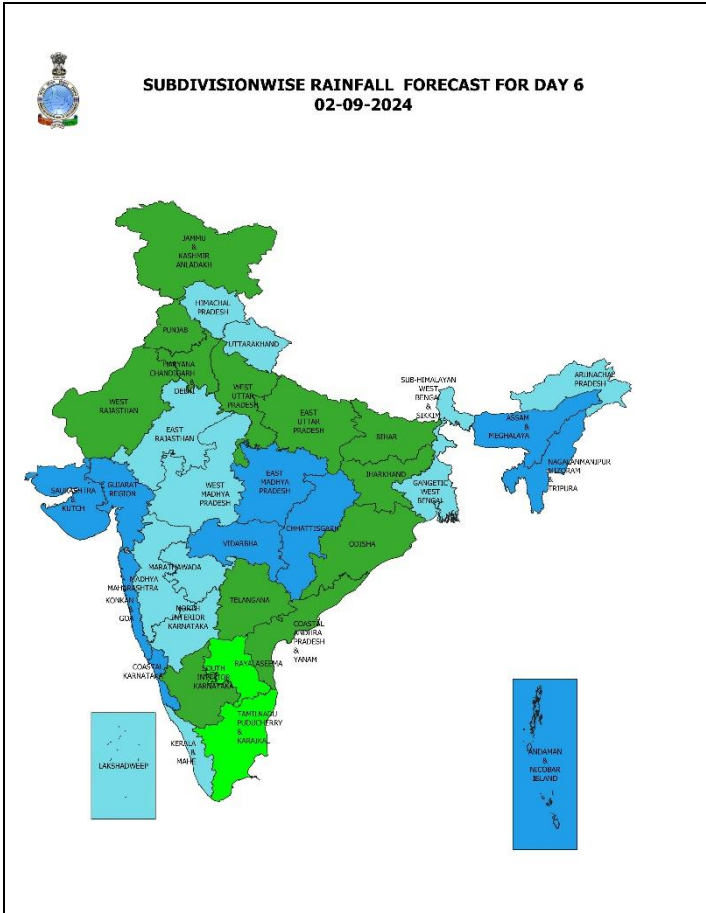 SUBDIVISIONWISE RAINFALL FORECAST FOR DAY 6
02-09-2024
JAMMU
&
KASHMIR
ANLADAKH
HIMACHAL
PRADESH
PUNJAB
UTTARAKHAND
HARYANA
CHANDIGARH
&
DELHI
WEST
RAJASTHAN
WEST
UTTAR
PRADESH
EAST
UTTAR
PRADESH
SUB-HIMALAYAN
WEST
BENGAL
&
SIKKIM
ARUNACHAL
PRADESH
ASSAM
&
MEGHALAYA
EAST
RAJASTHAN
BIHAR
NAGALANMANIPUR
MIZORAM
&
TRIPURA
SAURASHTRA
&
KUTCH
GUJARAT
REGION
WEST
MADHYA
PRADESH
EAST
MADHYA
PRADESH
JHARKHAND
GANGETIC
WEST
BENGAL
CHHATTISGARH
VIDARBHA
ODISHA
MARATHAWADA
MADHYA
MAHARASHTRA
KONKAN
&
GOA
TELANGANA
NORTH
INTERIOR
KARNATAKA
COASTAL
ANDHRA
PRADESH
&
YANAM
COASTAL
KARNATAKA
SOUTH
INTERIOR
KARNATAKA
RAYALASEEMA
TAMILNADU
PUDUCHERRY
&
KARAIKAL
KERALA
&
MAHE
LAKSHADWEEP
ANDAMAN
&
NICOBAR
ISLAND